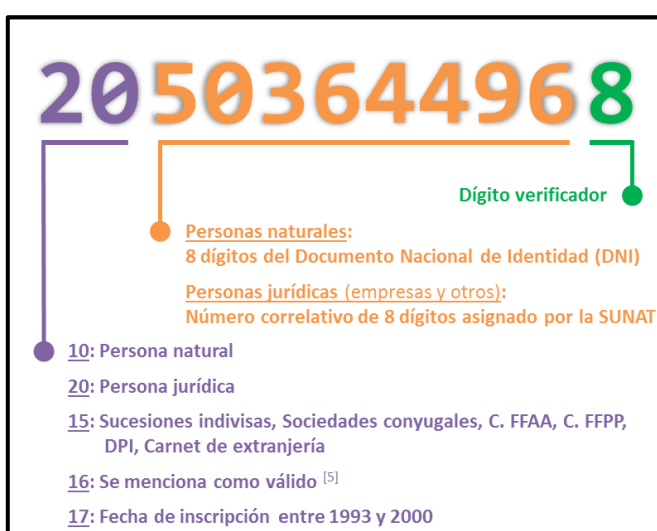 20503644968
Dígito verificador
Personas naturales:
8 dígitos del Documento Nacional de Identidad (DNI)
Personas jurídicas (empresas y otros):
Número correlativo de 8 dígitos asignado por la SUNAT
10: Persona natural
20: Persona jurídica
15: Sucesiones indivisas, Sociedades conyugales, C. FFAA, C. FFPP,
DPI, Carnet de extranjería
16: Se menciona como válido [5]
17: Fecha de inscripción entre 1993 y 2000